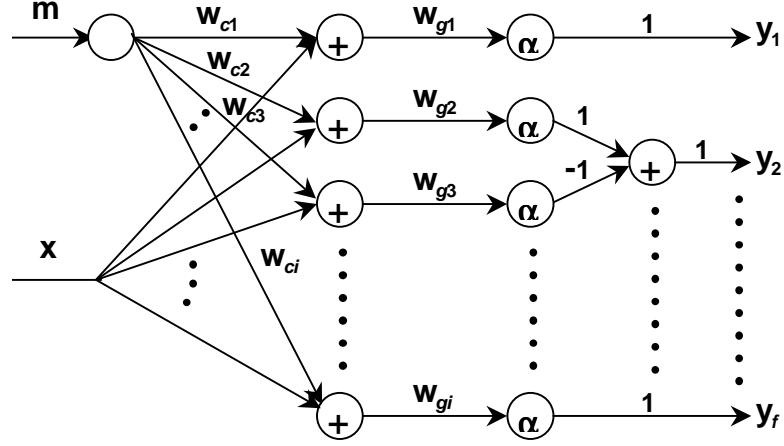 m w_c1 + w_g1 α 1 y_1
w_c2
w_c3 + w_g2 α 1
+ 1 y_2
-1
+ w_g3 α
x
w_ci
+ w_gi α 1 y_f